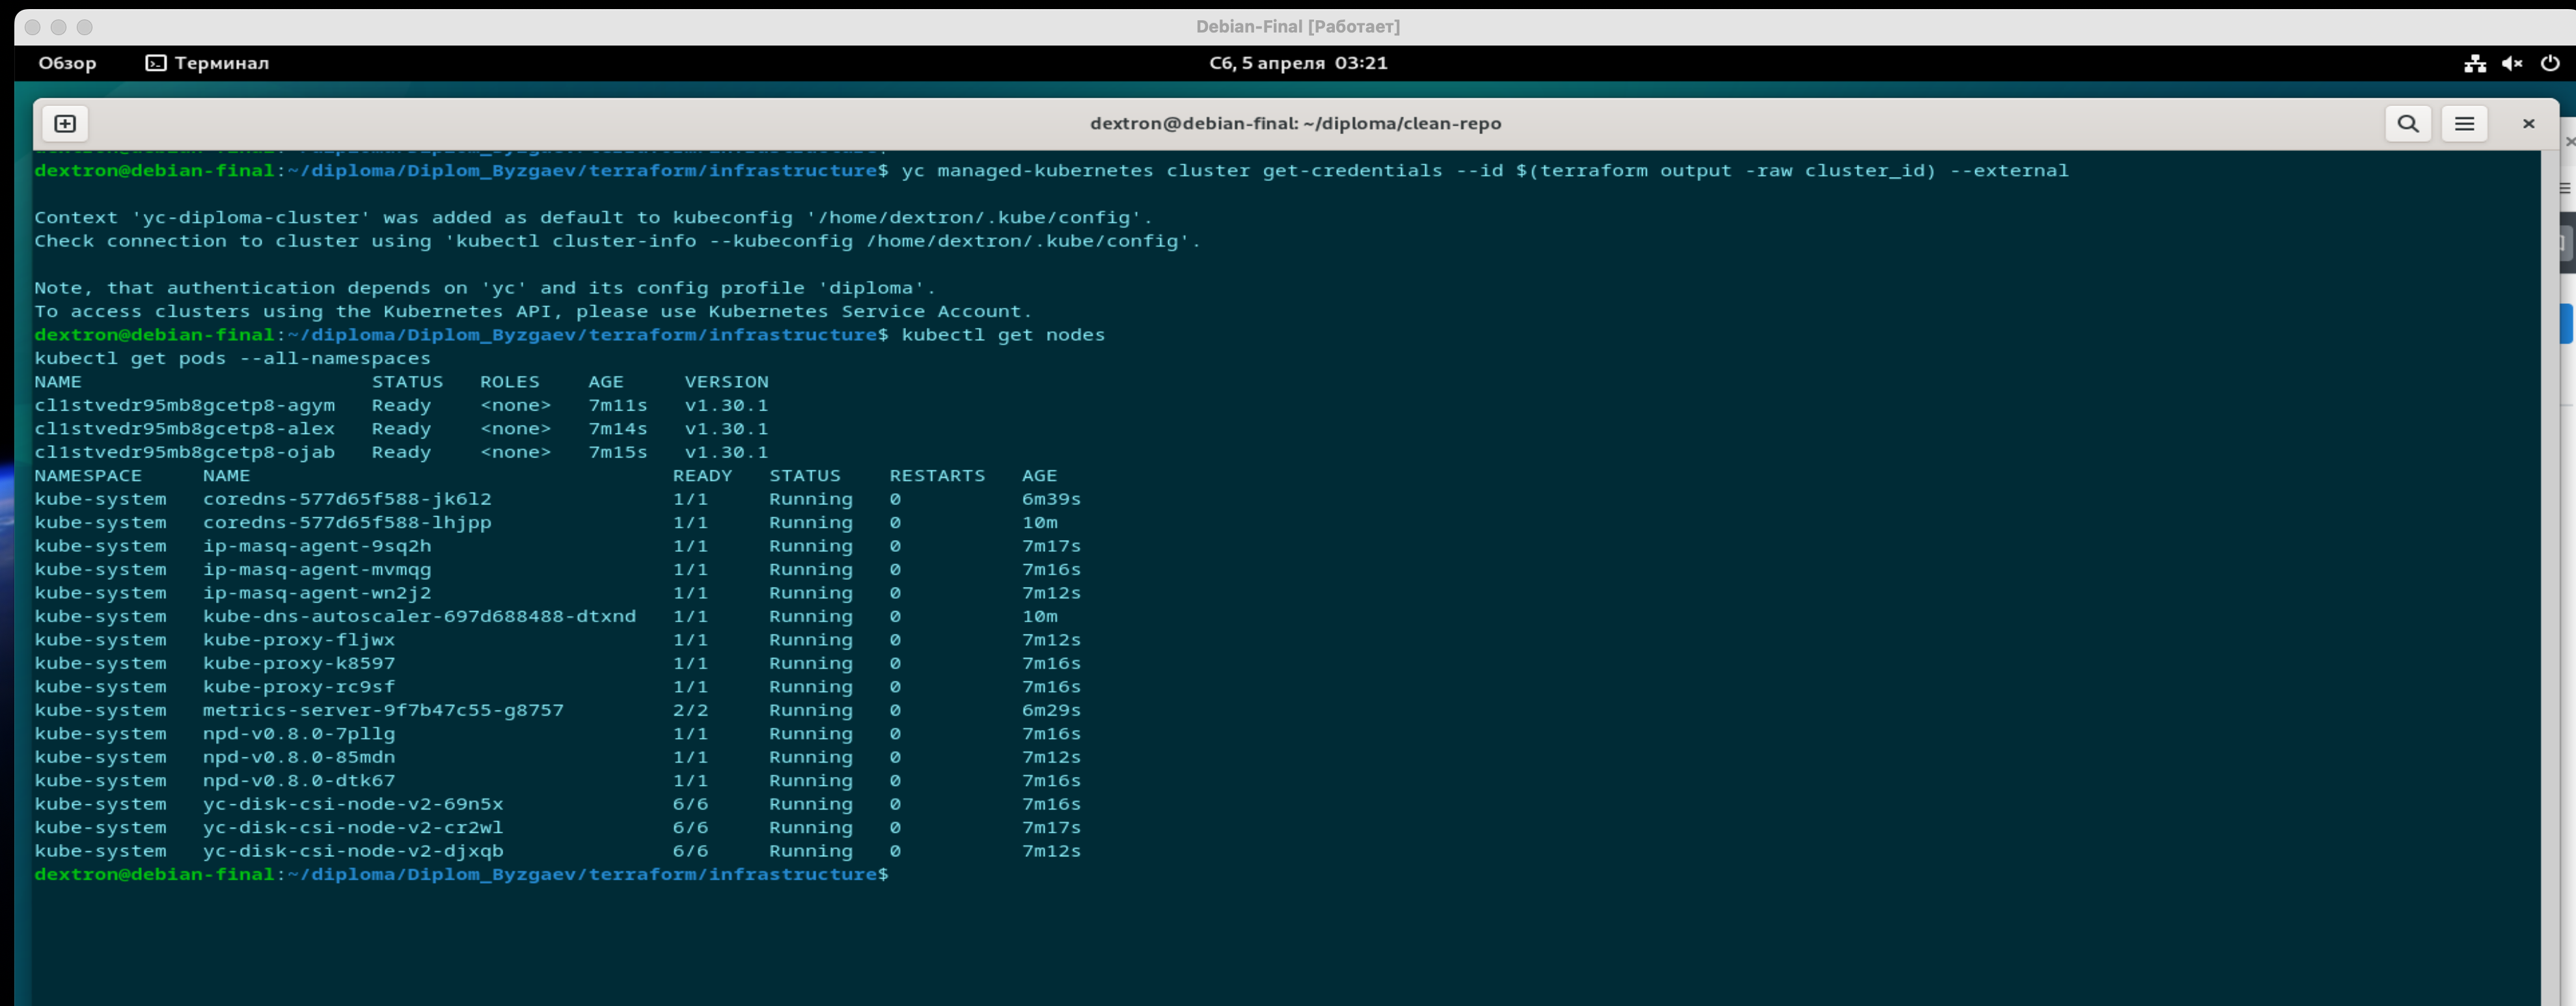 Debian-Final [Работает]
Обзор Терминал Сб, 5 апреля 03:21
dextron@debian-final: ~/diploma/clean-repo
dextron@debian-final:~/diploma/Diplom_Byzgaev/terraform/infrastructure$ yc managed-kubernetes cluster get-credentials --id $(terraform output -raw cluster_id) --external
Context 'yc-diploma-cluster' was added as default to kubeconfig '/home/dextron/.kube/config'.
Check connection to cluster using 'kubectl cluster-info --kubeconfig /home/dextron/.kube/config'.
Note, that authentication depends on 'yc' and its config profile 'diploma'.
To access clusters using the Kubernetes API, please use Kubernetes Service Account.
dextron@debian-final:~/diploma/Diplom_Byzgaev/terraform/infrastructure$ kubectl get nodes
kubectl get pods --all-namespaces
NAME STATUS ROLES AGE VERSION
cl1stvedr95mb8gcetp8-agym Ready <none> 7m11s v1.30.1
cl1stvedr95mb8gcetp8-alex Ready <none> 7m14s v1.30.1
cl1stvedr95mb8gcetp8-ojab Ready <none> 7m15s v1.30.1
NAMESPACE NAME READY STATUS RESTARTS AGE
kube-system coredns-577d65f588-jk6l2 1/1 Running 0 6m39s
kube-system coredns-577d65f588-lhjpp 1/1 Running 0 10m
kube-system ip-masq-agent-9sq2h 1/1 Running 0 7m17s
kube-system ip-masq-agent-mvmqg 1/1 Running 0 7m16s
kube-system ip-masq-agent-wn2j2 1/1 Running 0 7m12s
kube-system kube-dns-autoscaler-697d688488-dtxnd 1/1 Running 0 10m
kube-system kube-proxy-fljwx 1/1 Running 0 7m12s
kube-system kube-proxy-k8597 1/1 Running 0 7m16s
kube-system kube-proxy-rc9sf 1/1 Running 0 7m16s
kube-system metrics-server-9f7b47c55-g8757 2/2 Running 0 6m29s
kube-system npd-v0.8.0-7pllg 1/1 Running 0 7m16s
kube-system npd-v0.8.0-85mdn 1/1 Running 0 7m12s
kube-system npd-v0.8.0-dtk67 1/1 Running 0 7m16s
kube-system yc-disk-csi-node-v2-69n5x 6/6 Running 0 7m16s
kube-system yc-disk-csi-node-v2-cr2wl 6/6 Running 0 7m17s
kube-system yc-disk-csi-node-v2-djxqb 6/6 Running 0 7m12s
dextron@debian-final:~/diploma/Diplom_Byzgaev/terraform/infrastructure$